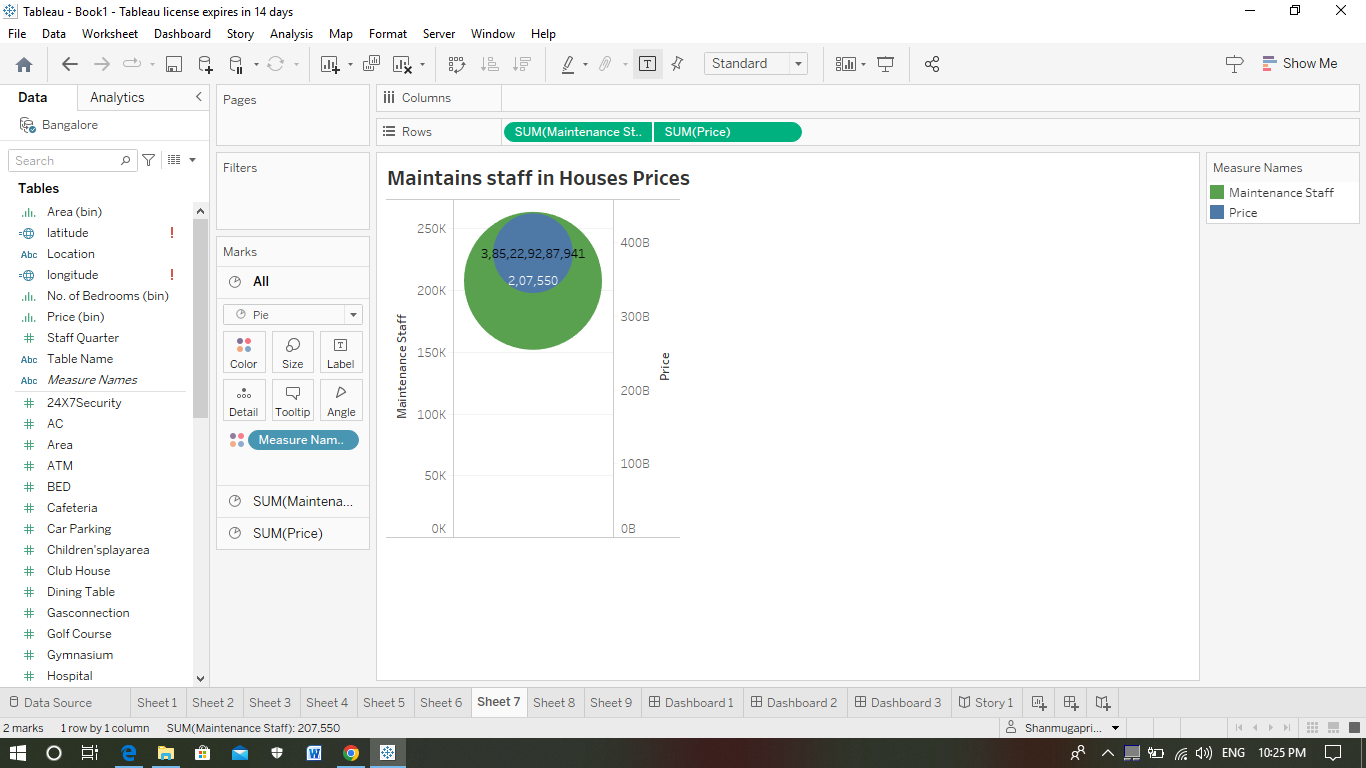 Tableau - Book1 - Tableau license expires in 14 days
File Data Worksheet Dashboard Story Analysis Map Format Server Window Help
Standard
Show Me
Data Analytics
Bangalore
Search
Tables
Area (bin)
latitude !
Abc Location
longitude !
No. of Bedrooms (bin)
Price (bin)
# Staff Quarter
Abc Table Name
Abc Measure Names
# 24X7Security
# AC
# Area
# ATM
# BED
# Cafeteria
# Car Parking
# Children'splayarea
# Club House
# Dining Table
# Gasconnection
# Golf Course
# Gymnasium
# Hospital
Pages
Filters
Marks
All
Pie
Color Size Label
Detail Tooltip Angle
Measure Nam..
SUM(Maintena...
SUM(Price)
Columns
Rows SUM(Maintenance St.. SUM(Price)
Maintains staff in Houses Prices
250K
200K
150K
100K
50K
0K
Maintenance Staff
3,85,22,92,87,941
2,07,550
400B
300B
200B
100B
0B
Price
Measure Names
Maintenance Staff
Price
Data Source Sheet 1 Sheet 2 Sheet 3 Sheet 4 Sheet 5 Sheet 6 Sheet 7 Sheet 8 Sheet 9 Dashboard 1 Dashboard 2 Dashboard 3 Story 1
2 marks 1 row by 1 column SUM(Maintenance Staff): 207,550 Shanmugapri...
ENG 10:25 PM